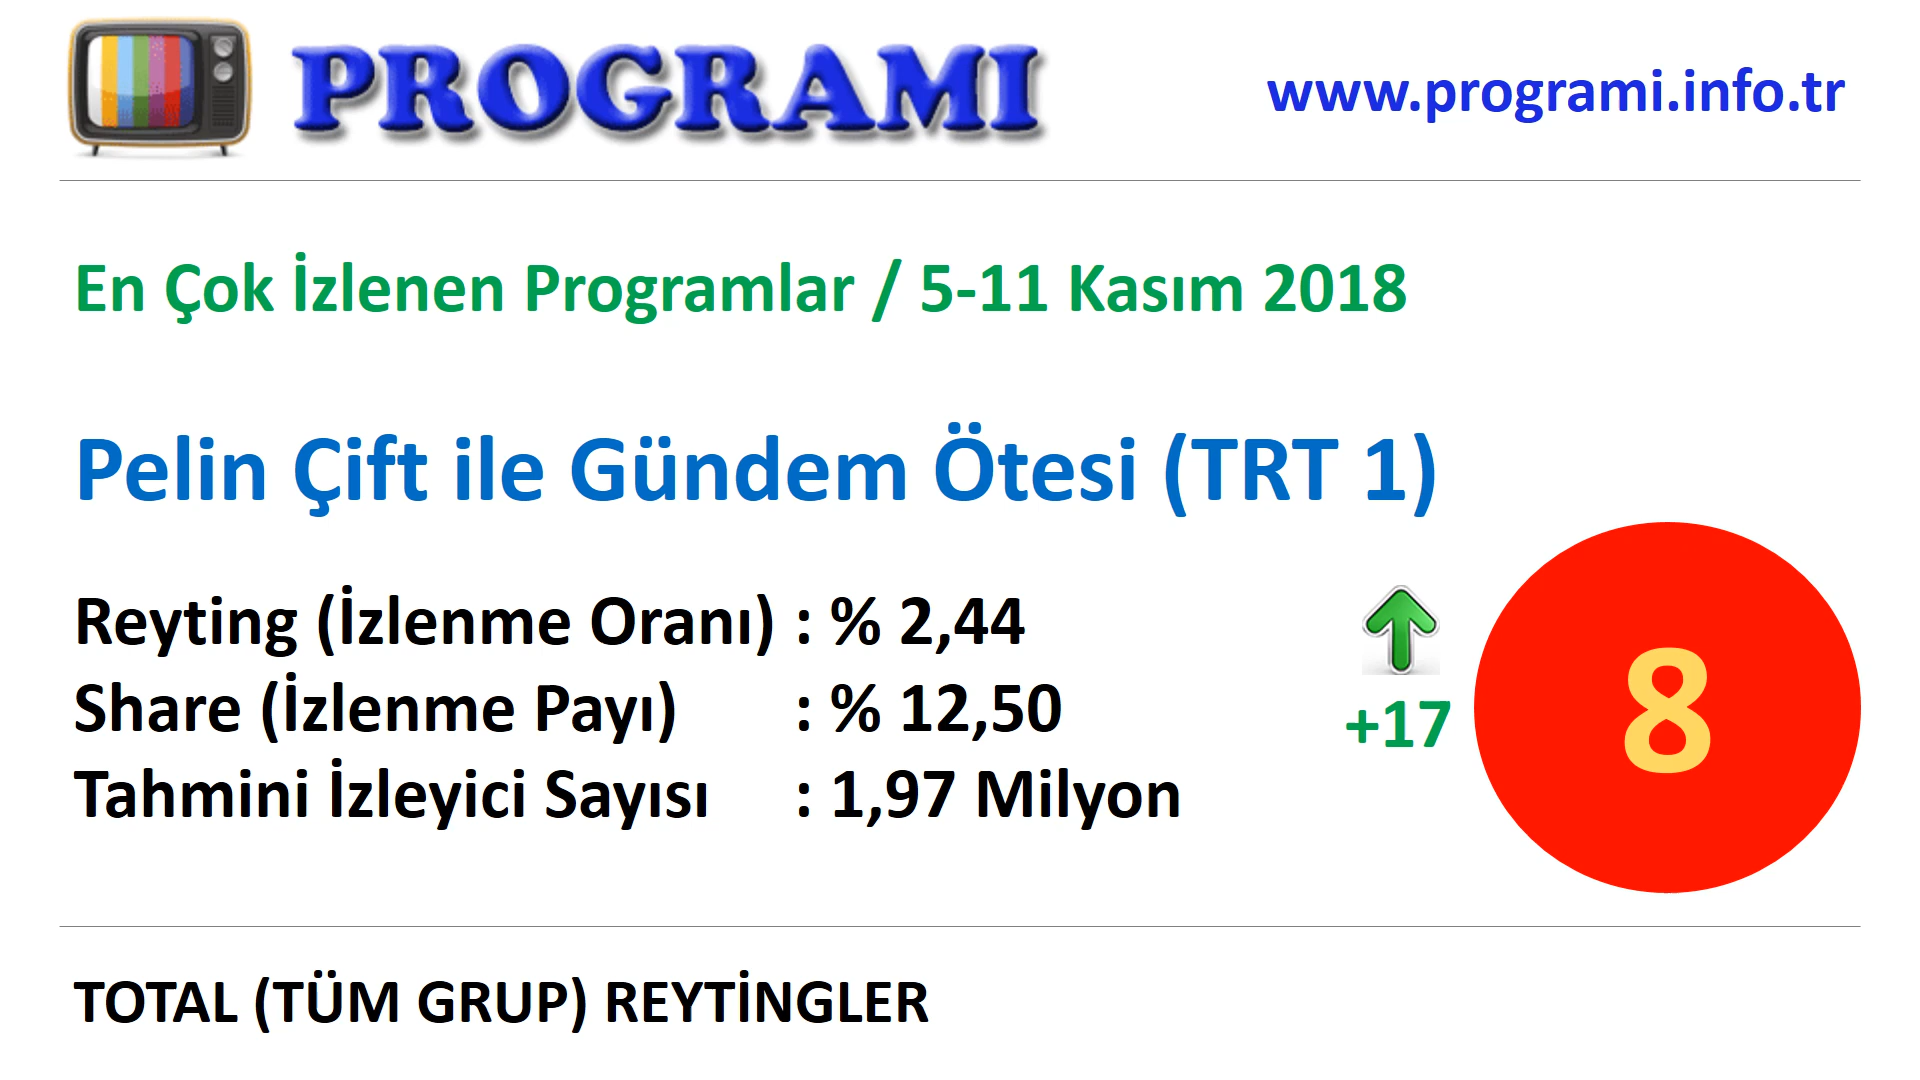 PROGRAMI
www.programi.info.tr
En Çok İzlenen Programlar / 5-11 Kasım 2018
Pelin Çift ile Gündem Ötesi (TRT 1)
Reyting (İzlenme Oranı) : % 2,44
Share (İzlenme Payı) : % 12,50
Tahmini İzleyici Sayısı : 1,97 Milyon
+17
8
TOTAL (TÜM GRUP) REYTİNGLER